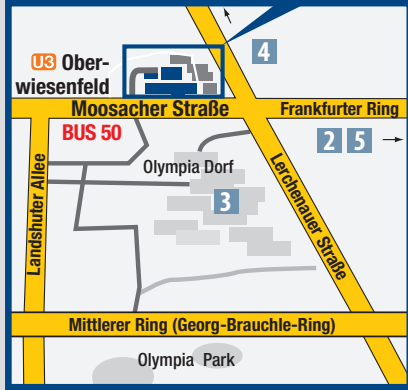 4
U3 Ober-
wiesenfeld
Moosacher Straße
Frankfurter Ring
BUS 50
2 5
Olympia Dorf
3
Landshuter Allee
Lerchenauer Straße
Mittlerer Ring (Georg-Brauchle-Ring)
Olympia Park